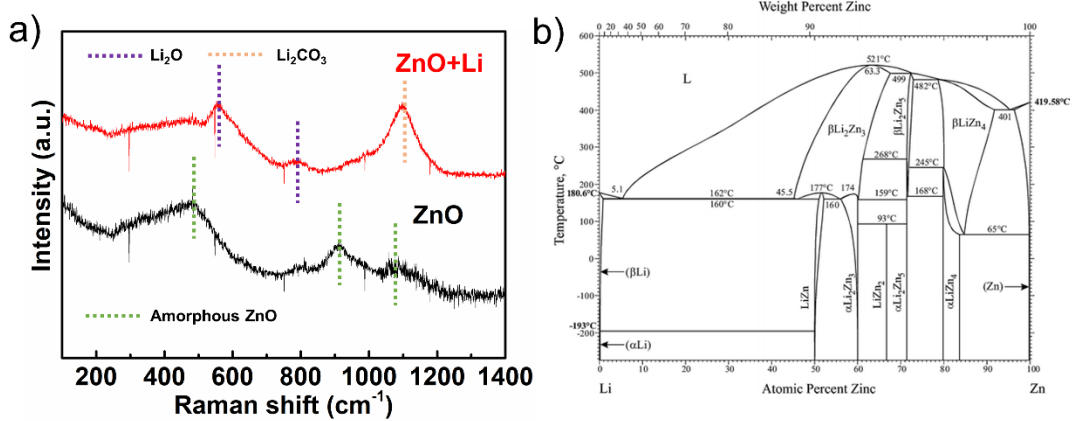 a)
Li₂O
Li₂CO₃
ZnO+Li
ZnO
Amorphous ZnO
Intensity (a.u.)
200 400 600 800 1000 1200 1400
Raman shift (cm⁻¹)
b)
Weight Percent Zinc
0 10 20 30 40 50 60 70 80 90 100
600
500
400
300
200
100
0
-100
-200
Temperature, °C
L
521°C
63.3
499
482°C
419.58°C
401
βLi₂Zn₃
βLi₂Zn₅
βLiZn₄
268°C
245°C
180.6°C
5.1
162°C
160°C
45.5
177°C
174
160
159°C
168°C
93°C
65°C
(βLi)
(Zn)
LiZn
αLi₂Zn₃
LiZn₂
αLi₂Zn₅
αLiZn₄
-193°C
(αLi)
0 10 20 30 40 50 60 70 80 90 100
Li
Atomic Percent Zinc
Zn